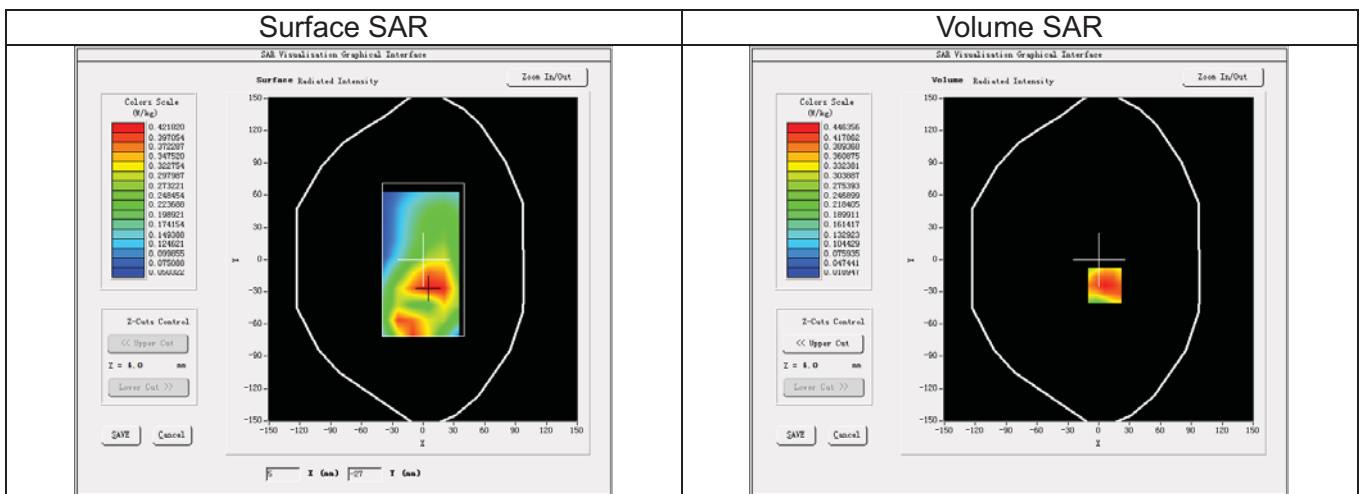 Surface SAR
SAR Visualisation Graphical Interface
Surface Radiated Intensity
Zoom In/Out
Colors Scale
(W/kg)
0.421820
0.397054
0.372287
0.347520
0.322754
0.297987
0.273221
0.248454
0.223688
0.198921
0.174154
0.149388
0.124621
0.099855
0.075088
0.050322
Z-Cuts Control
<< Upper Cut
Z = 4.0 mm
Lower Cut >>
SAVE Cancel
150
120
90
60
30
0
-30
-60
-90
-120
-150
Y
-150 -120 -90 -60 -30 0 30 60 90 120 150
X
5 X (mm) -27 Y (mm)
Volume SAR
SAR Visualisation Graphical Interface
Volume Radiated Intensity
Zoom In/Out
Colors Scale
(W/kg)
0.446356
0.417862
0.389368
0.360875
0.332381
0.303887
0.275393
0.246899
0.218405
0.189911
0.161417
0.132923
0.104429
0.075935
0.047441
0.018947
Z-Cuts Control
<< Upper Cut
Z = 4.0 mm
Lower Cut >>
SAVE Cancel
150
120
90
60
30
0
-30
-60
-90
-120
-150
Y
-150 -120 -90 -60 -30 0 30 60 90 120 150
X